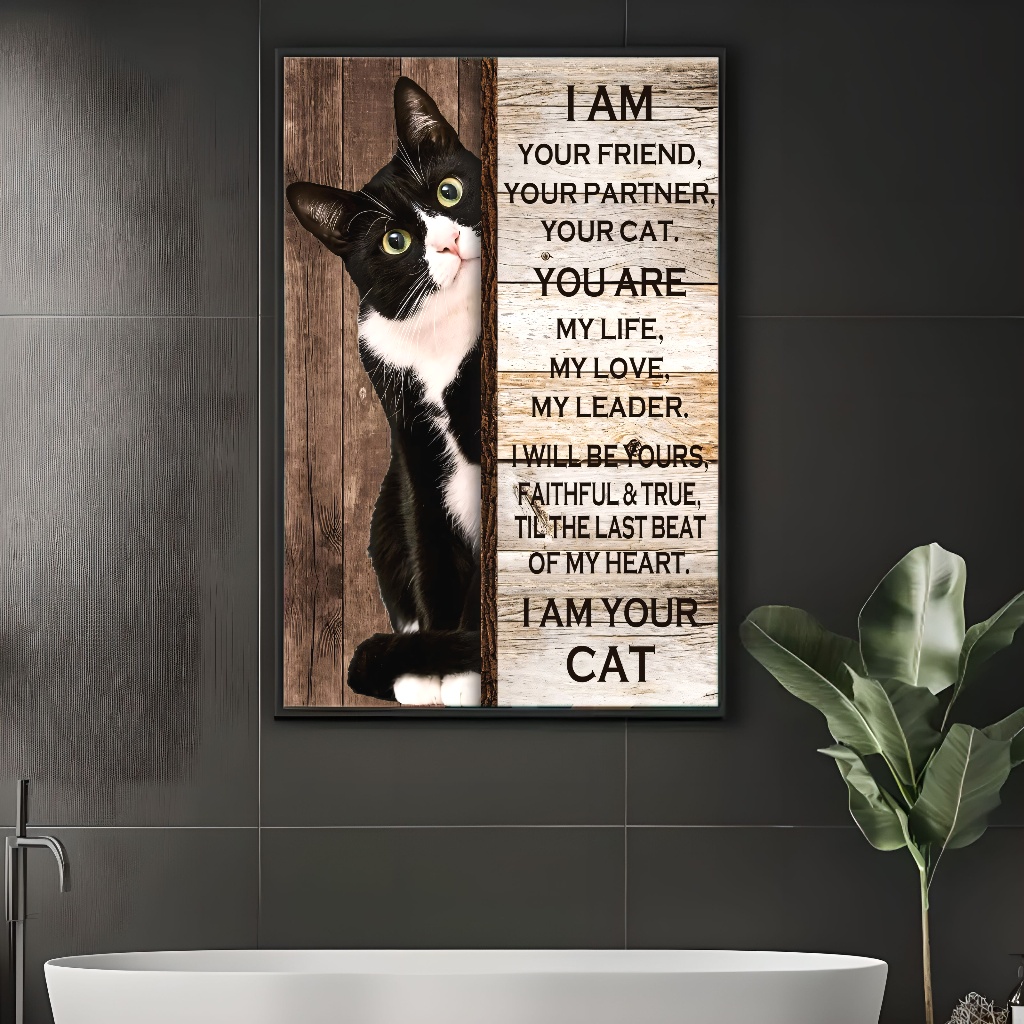 I AM
YOUR FRIEND,
YOUR PARTNER,
YOUR CAT.
YOU ARE
MY LIFE,
MY LOVE,
MY LEADER.
I WILL BE YOURS,
FAITHFUL & TRUE,
TIL THE LAST BEAT
OF MY HEART.
I AM YOUR
CAT